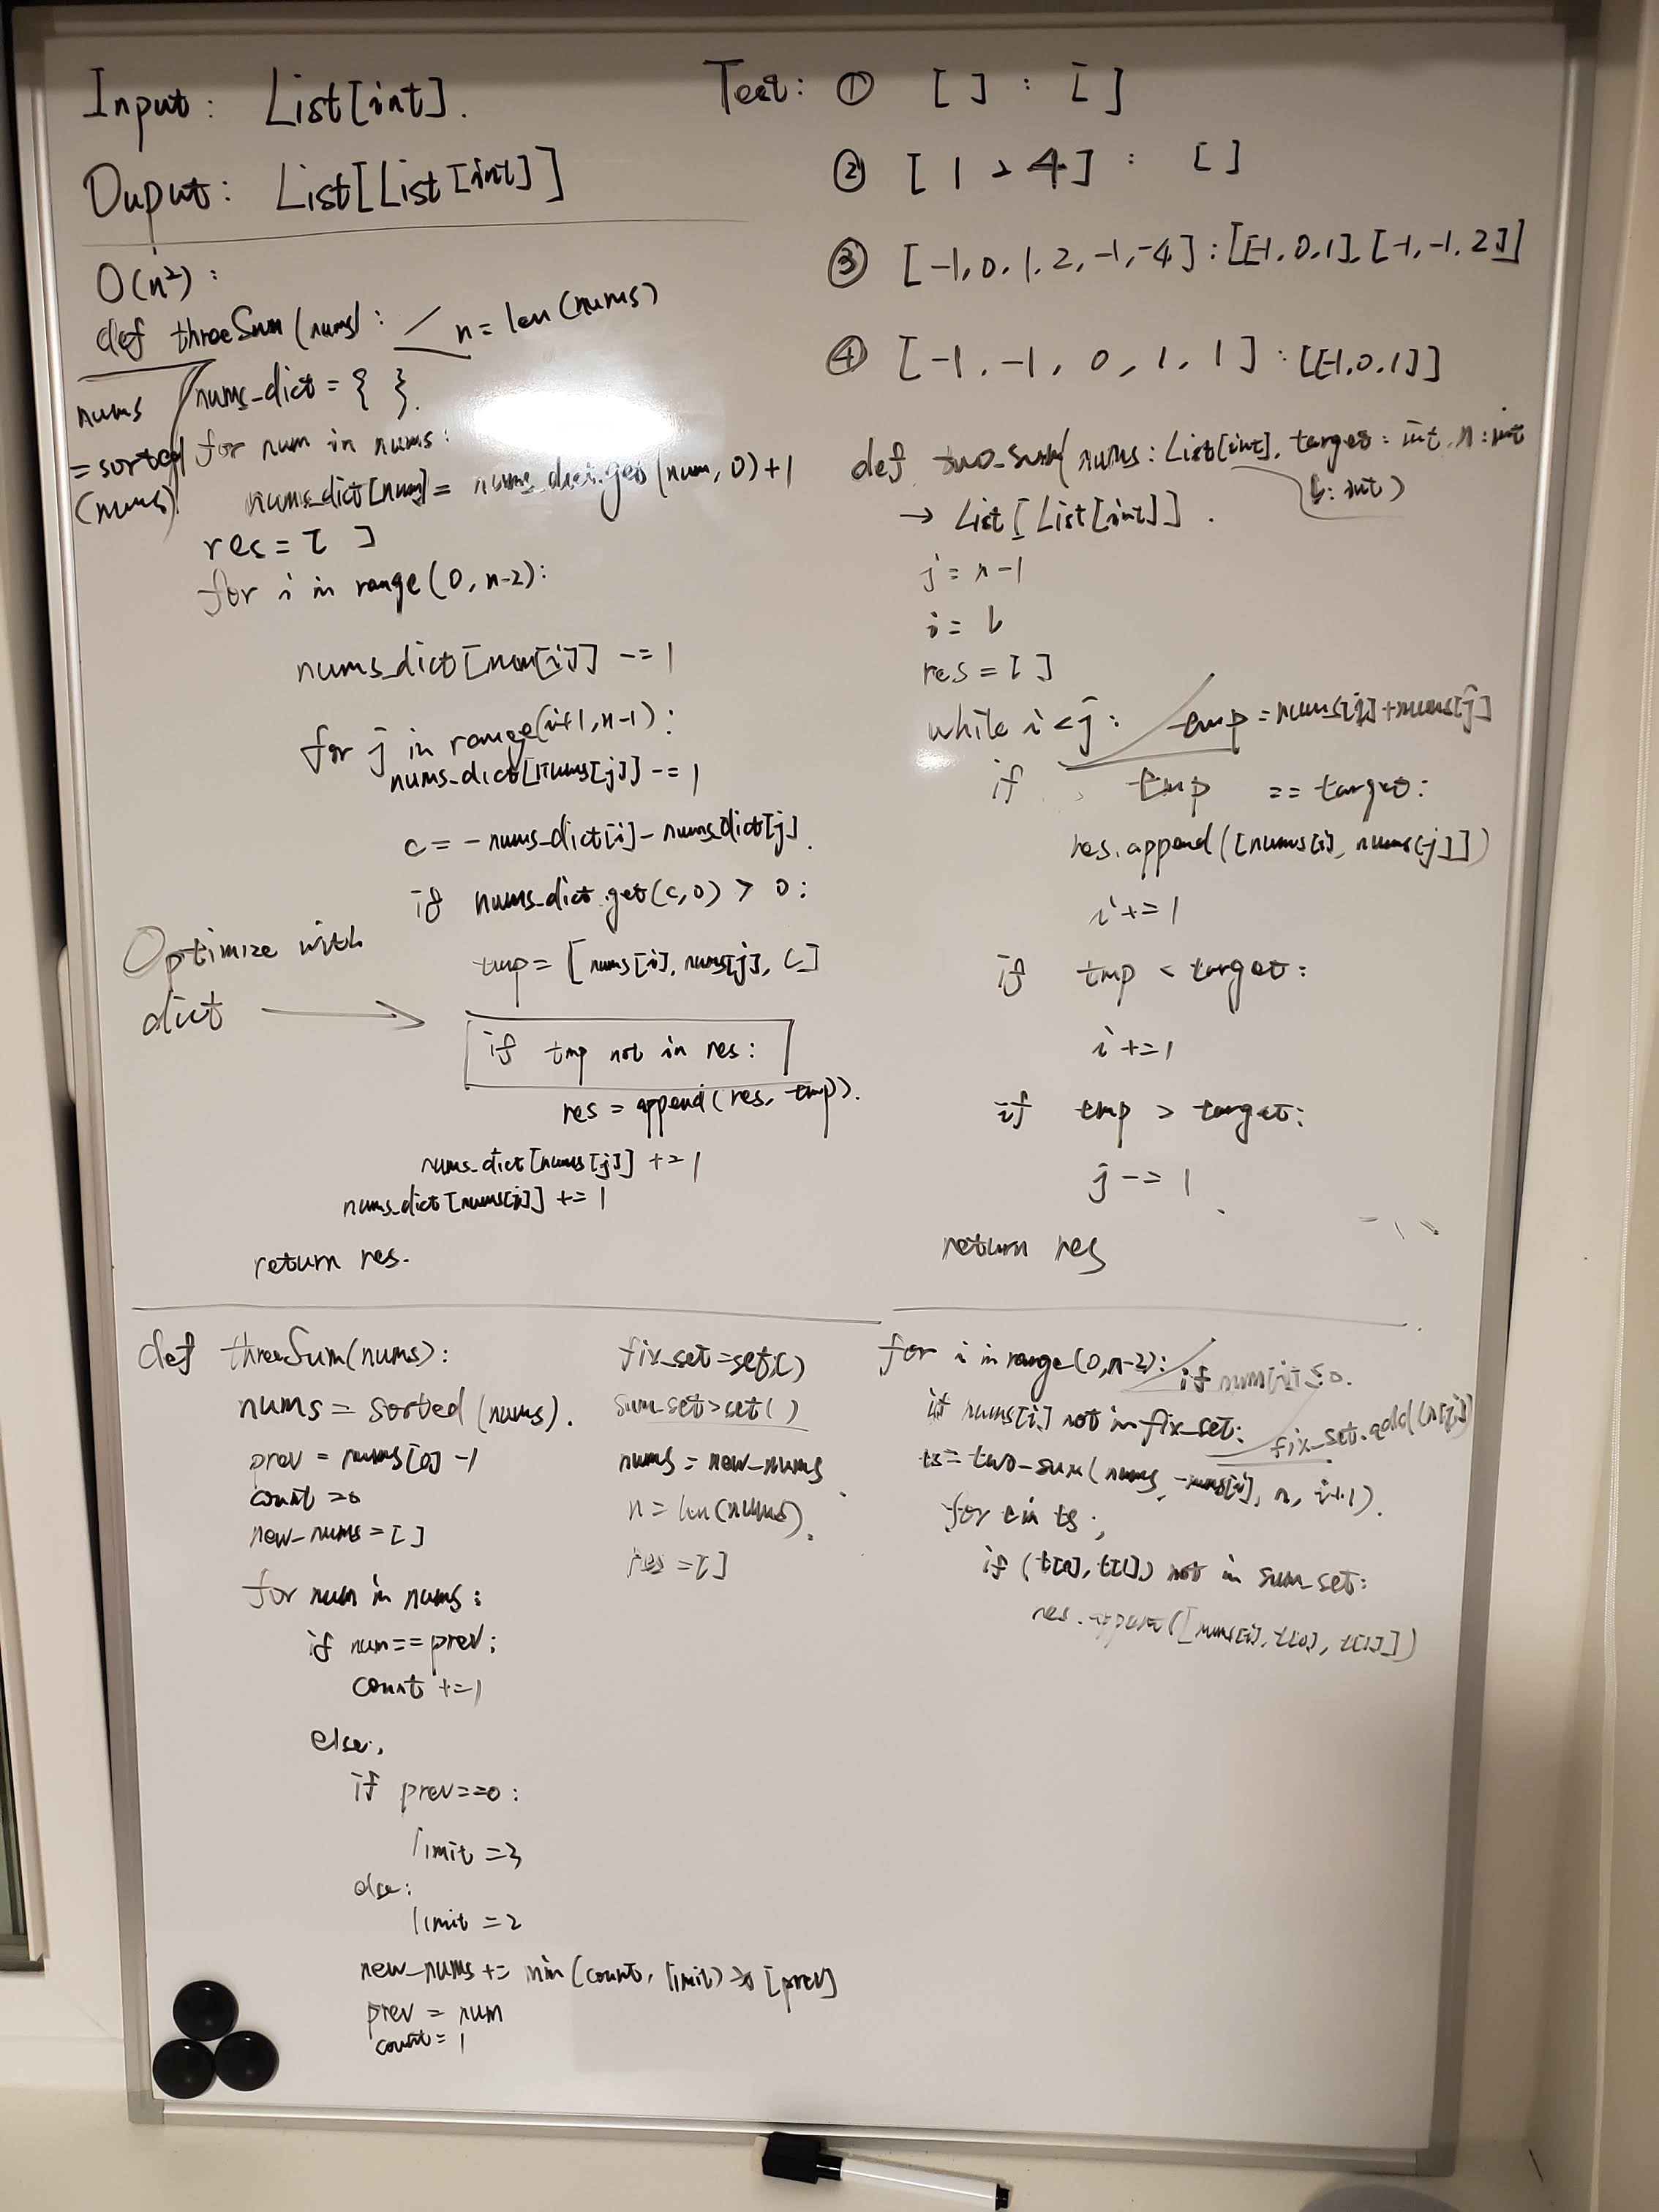 Input: List[int].
Ouput: List[List[int]]
Test: ① [ ] : [ ]
② [ 1 2 4 ] : [ ]
③ [-1, 0, 1, 2, -1, -4] : [[-1, 0, 1], [-1, -1, 2]]
④ [-1, -1, 0, 1, 1] : [[-1, 0, 1]]
O(n²) :
def threeSum(nums): n = len(nums)
nums = sorted(nums)
nums_dict = { }.
for num in nums:
nums_dict[num] = nums_dict.get(num, 0)+1
res = [ ]
for i in range(0, n-2):
nums_dict[num[i]] -= 1
for j in range(i+1, n-1):
nums_dict[nums[j]] -= 1
c = - nums_dict[i] - nums_dict[j].
if nums_dict.get(c, 0) > 0:
tmp = [nums[i], nums[j], c]
Optimize with
dict
if tmp not in res:
res = append(res, tmp).
nums_dict[nums[j]] += 1
nums_dict[nums[i]] += 1
return res.
def two_sum(nums: List[int], target: int, n: int
b: int)
→ List[List[int]].
j = n-1
i = b
res = [ ]
while i < j: tmp = nums[i]+nums[j]
if tmp == target:
res.append([nums[i], nums[j]])
i += 1
if tmp < target:
i += 1
if tmp > target:
j -= 1
return res
def threeSum(nums):
nums = sorted(nums).
prev = nums[0] -1
count = 0
new_nums = [ ]
for num in nums:
if num == prev:
count += 1
else:
if prev == 0:
limit = 3
else:
limit = 2
new_nums += min(count, limit) * [prev]
prev = num
count = 1
fix_set = set()
sum_set = set()
nums = new_nums
n = len(nums).
res = [ ]
for i in range(0, n-2): if num[i] ≤ 0.
if nums[i] not in fix_set: fix_set.add(n[i])
ts = two-sum(nums, -nums[i], n, i+1).
for t in ts:
if (t[0], t[1]) not in sum_set:
res.append([nums[i], t[0], t[1]])